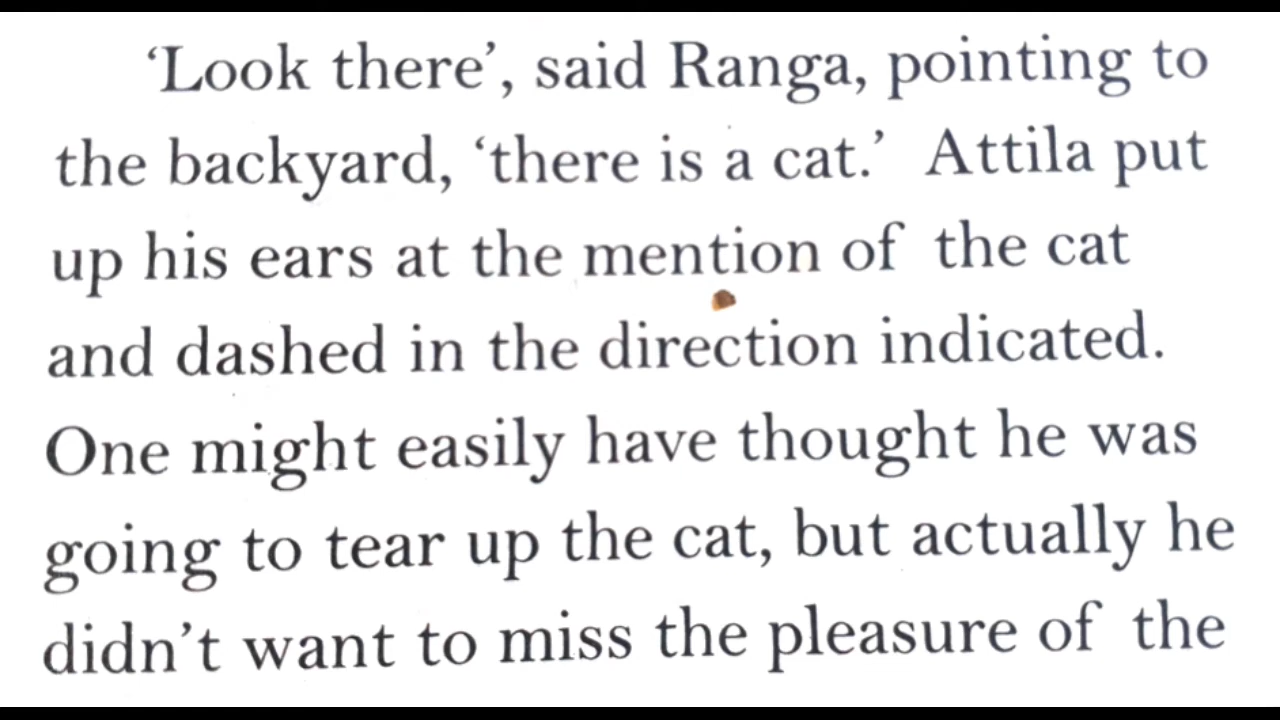 ‘Look there’, said Ranga, pointing to
the backyard, ‘there is a cat.’ Attila put
up his ears at the mention of the cat
and dashed in the direction indicated.
One might easily have thought he was
going to tear up the cat, but actually he
didn’t want to miss the pleasure of the